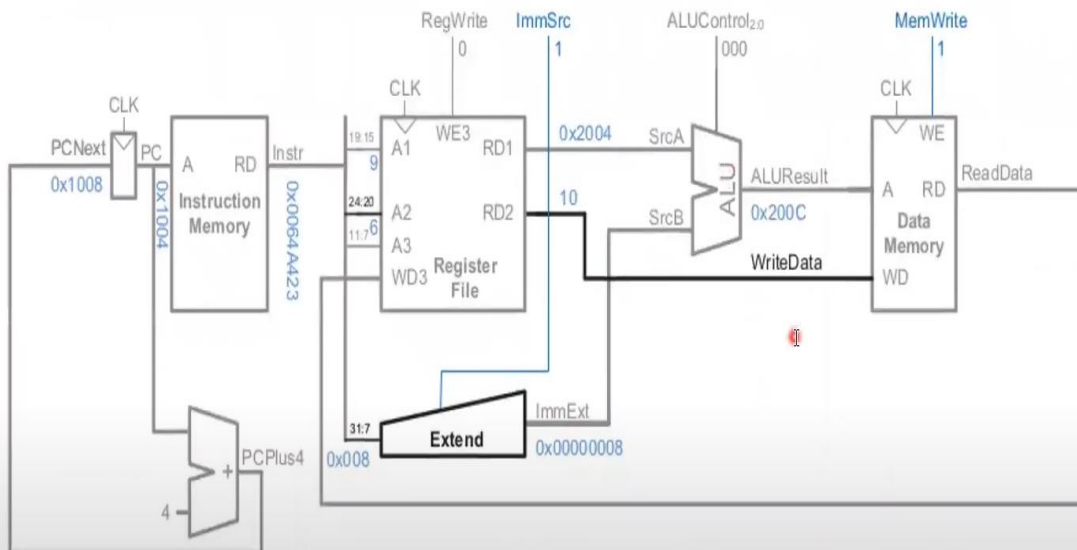 RegWrite
0
ImmSrc
1
ALUControl2:0
000
MemWrite
1
CLK
PCNext
0x1008
PC
0x1004
A
RD
Instruction
Memory
Instr
0x0064A423
CLK
WE3
19:15
9
A1
RD1
0x2004
SrcA
24:20
6
A2
RD2
10
11:7
A3
WD3
Register
File
SrcB
ALU
ALUResult
0x200C
WriteData
CLK
WE
A
RD
Data
Memory
WD
ReadData
31:7
0x008
Extend
ImmExt
0x00000008
+
PCPlus4
4